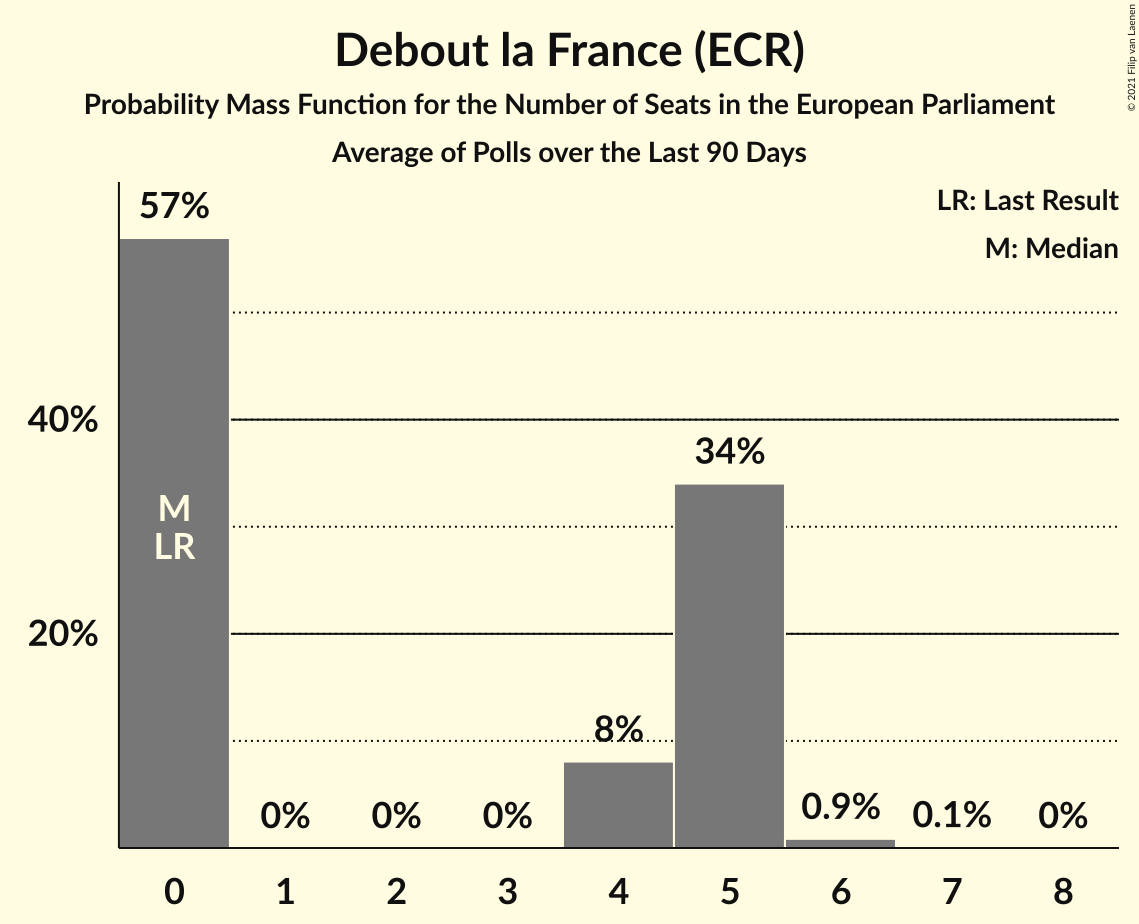 Debout la France (ECR)
Probability Mass Function for the Number of Seats in the European Parliament
Average of Polls over the Last 90 Days
© 2021 Filip van Laenen
LR: Last Result
M: Median
57%
40%
34%
M
LR
20%
8%
0% 0% 0% 0.9% 0.1% 0%
0 1 2 3 4 5 6 7 8